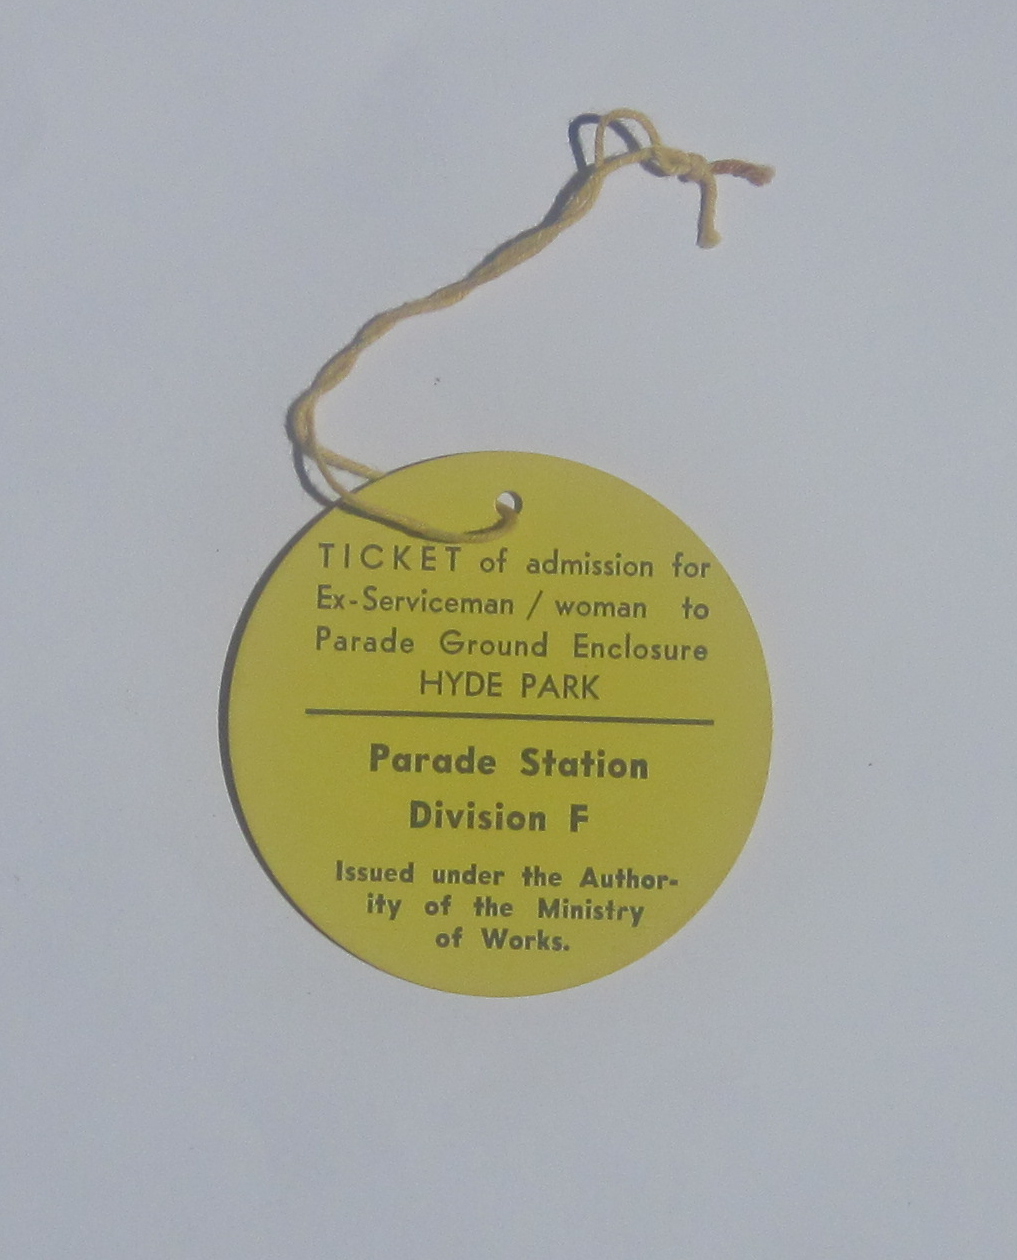 TICKET of admission for
Ex-Serviceman / woman to
Parade Ground Enclosure
HYDE PARK
Parade Station
Division F
Issued under the Author-
ity of the Ministry
of Works.